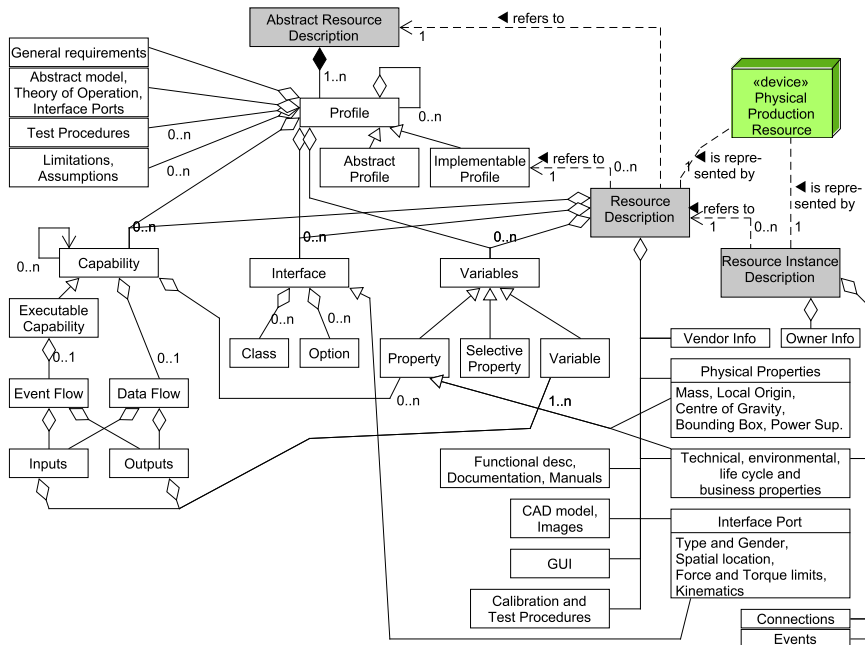 Abstract Resource
Description
◄ refers to
1
1..n
General requirements
Abstract model,
Theory of Operation,
Interface Ports
Test Procedures
0..n
Limitations,
Assumptions
0..n
Profile
0..n
Abstract
Profile
Implementable
Profile
◄ refers to
1
0..n
«device»
Physical
Production
Resource
1
◄ is repre-
sented by
◄ is repre-
sented by
1
Resource
Description
◄ refers to
1
0..n
Resource Instance
Description
0..n
0..n
0..n
0..n
Capability
Interface
Variables
Executable
Capability
0..n
0..n
Class
Option
Property
Selective
Property
Variable
Vendor Info
Owner Info
0..1
0..1
Event Flow
Data Flow
0..n
1..n
Physical Properties
Mass, Local Origin,
Centre of Gravity,
Bounding Box, Power Sup.
Inputs
Outputs
Functional desc,
Documentation, Manuals
Technical, environmental,
life cycle and
business properties
CAD model,
Images
Interface Port
Type and Gender,
Spatial location,
Force and Torque limits,
Kinematics
GUI
Calibration and
Test Procedures
Connections
Events